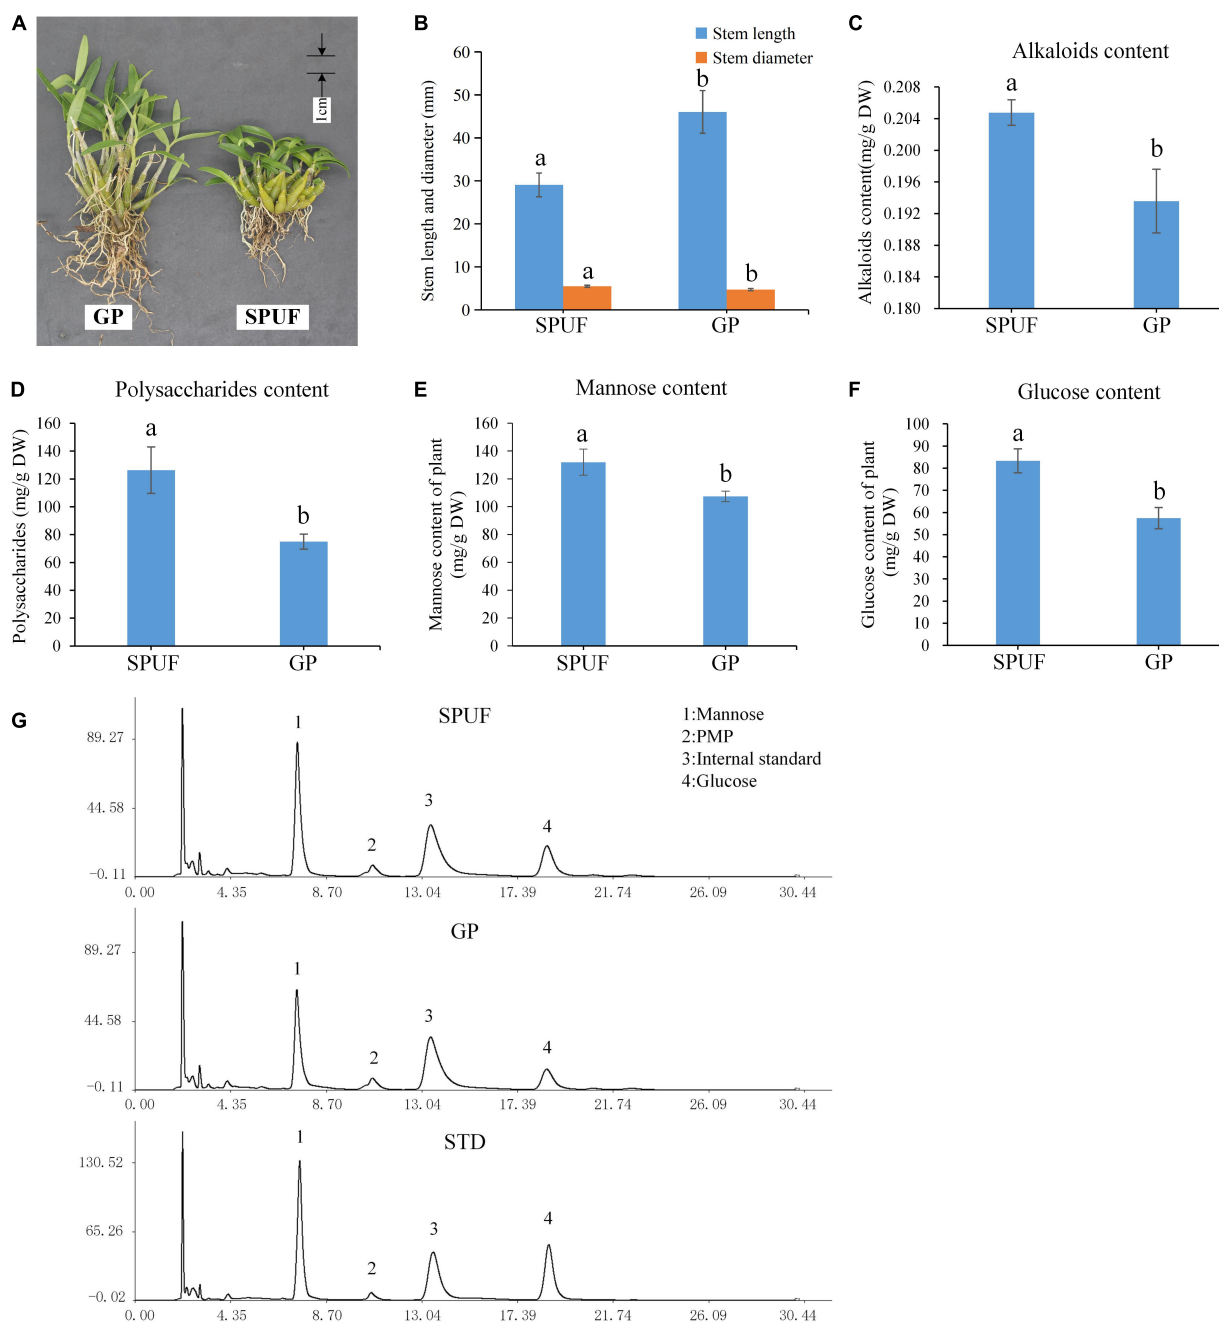 A
1cm
GP
SPUF
B
Stem length
Stem diameter
Stem length and diameter (mm)
60
50
40
30
20
10
0
a
a
b
b
SPUF
GP
C
Alkaloids content
Alkaloids content(mg/g DW)
0.208
0.204
0.200
0.196
0.192
0.188
0.184
0.180
a
b
SPUF
GP
D
Polysaccharides content
Polysaccharides (mg/g DW)
160
140
120
100
80
60
40
20
0
a
b
SPUF
GP
E
Mannose content
Mannose content of plant
(mg/g DW)
160
140
120
100
80
60
40
20
0
a
b
SPUF
GP
F
Glucose content
Glucose content of plant
(mg/g DW)
100
90
80
70
60
50
40
30
20
10
0
a
b
SPUF
GP
G
SPUF
1:Mannose
2:PMP
3:Internal standard
4:Glucose
89.27
44.58
-0.11
1
2
3
4
0.00 4.35 8.70 13.04 17.39 21.74 26.09 30.44
GP
89.27
44.58
-0.11
1
2
3
4
0.00 4.35 8.70 13.04 17.39 21.74 26.09 30.44
STD
130.52
65.26
-0.02
1
2
3
4
0.00 4.35 8.70 13.04 17.39 21.74 26.09 30.44